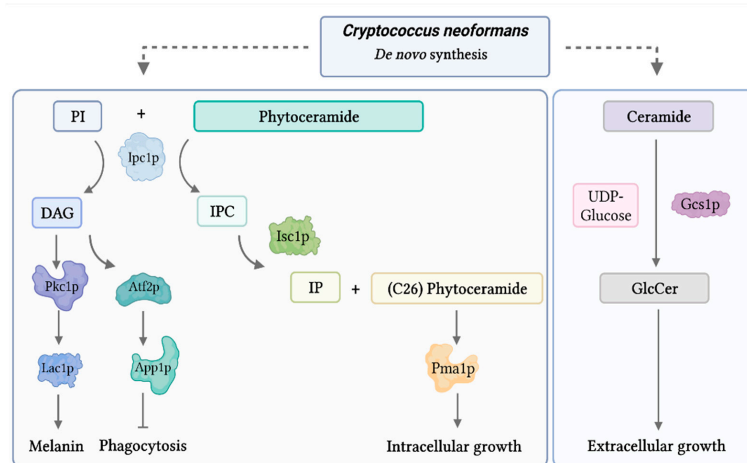 Cryptococcus neoformans
De novo synthesis
PI
+
Phytoceramide
Ipc1p
DAG
IPC
Isc1p
Pkc1p
Atf2p
IP
+
(C26) Phytoceramide
Lac1p
App1p
Pma1p
Melanin
Phagocytosis
Intracellular growth
Ceramide
UDP-
Glucose
Gcs1p
GlcCer
Extracellular growth